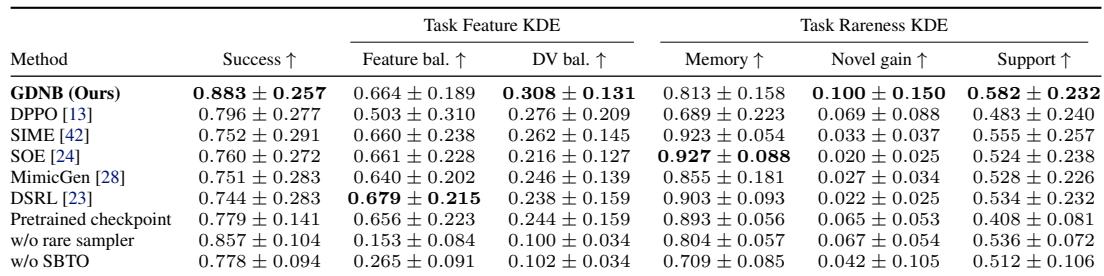 Task Feature KDE Task Rareness KDE
Method Success ↑ Feature bal. ↑ DV bal. ↑ Memory ↑ Novel gain ↑ Support ↑
GDNB (Ours) 0.883 ± 0.257 0.664 ± 0.189 0.308 ± 0.131 0.813 ± 0.158 0.100 ± 0.150 0.582 ± 0.232
DPPO [13] 0.796 ± 0.277 0.503 ± 0.310 0.276 ± 0.209 0.689 ± 0.223 0.069 ± 0.088 0.483 ± 0.240
SIME [42] 0.752 ± 0.291 0.660 ± 0.238 0.262 ± 0.145 0.923 ± 0.054 0.033 ± 0.037 0.555 ± 0.257
SOE [24] 0.760 ± 0.272 0.661 ± 0.228 0.216 ± 0.127 0.927 ± 0.088 0.020 ± 0.025 0.524 ± 0.238
MimicGen [28] 0.751 ± 0.283 0.640 ± 0.202 0.246 ± 0.139 0.855 ± 0.181 0.027 ± 0.034 0.528 ± 0.226
DSRL [23] 0.744 ± 0.283 0.679 ± 0.215 0.238 ± 0.159 0.903 ± 0.093 0.022 ± 0.025 0.534 ± 0.232
Pretrained checkpoint 0.779 ± 0.141 0.656 ± 0.223 0.244 ± 0.159 0.893 ± 0.056 0.065 ± 0.053 0.408 ± 0.081
w/o rare sampler 0.857 ± 0.104 0.153 ± 0.084 0.100 ± 0.034 0.804 ± 0.057 0.067 ± 0.054 0.536 ± 0.072
w/o SBTO 0.778 ± 0.094 0.265 ± 0.091 0.102 ± 0.034 0.709 ± 0.085 0.042 ± 0.105 0.512 ± 0.106